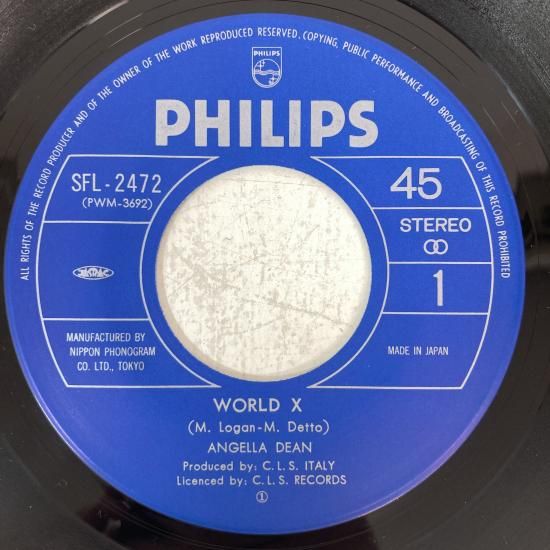 ALL RIGHTS OF THE RECORD PRODUCER AND OF THE OWNER OF THE WORK REPRODUCED RESERVED. COPYING, PUBLIC PERFORMANCE AND BROADCASTING OF THIS RECORD PROHIBITED
PHILIPS
PHILIPS
SFL-2472
(PWM-3692)
45
STEREO
1
JASRAC
MANUFACTURED BY
NIPPON PHONOGRAM
CO. LTD., TOKYO
MADE IN JAPAN
WORLD X
(M. Logan-M. Detto)
ANGELLA DEAN
Produced by: C. L. S. ITALY
Licenced by: C. L. S. RECORDS
①